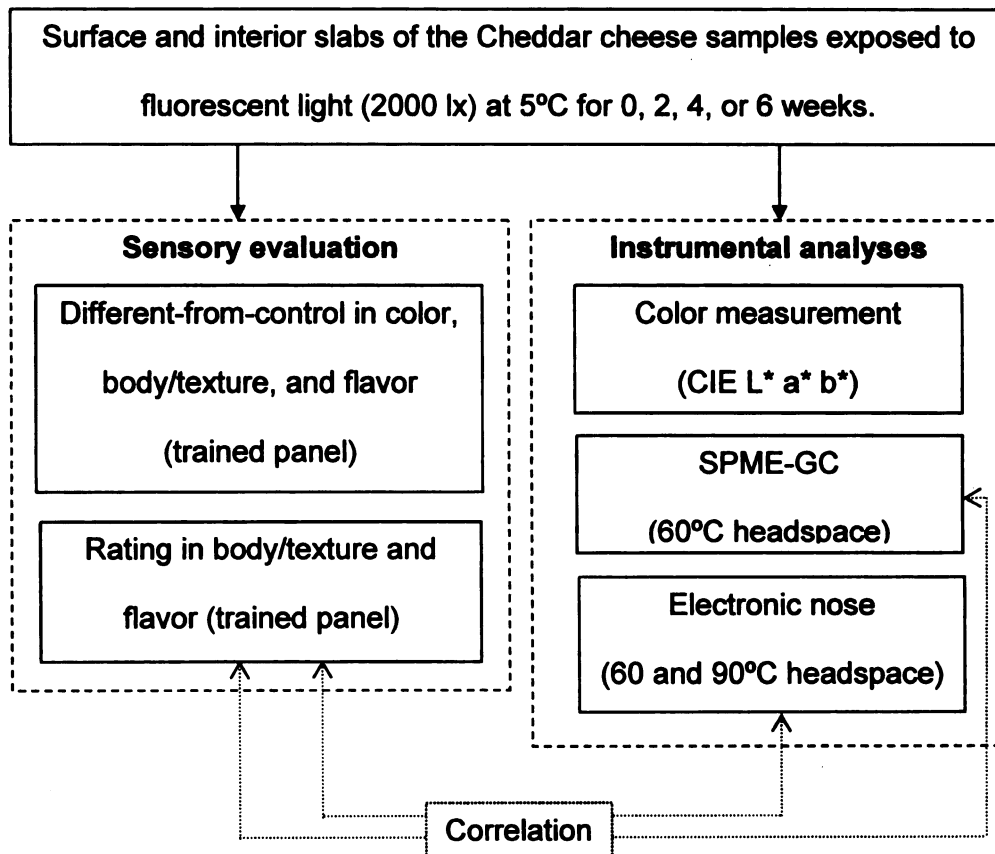 Surface and interior slabs of the Cheddar cheese samples exposed to
fluorescent light (2000 lx) at 5ºC for 0, 2, 4, or 6 weeks.
Sensory evaluation
Different-from-control in color,
body/texture, and flavor
(trained panel)
Rating in body/texture and
flavor (trained panel)
Instrumental analyses
Color measurement
(CIE L* a* b*)
SPME-GC
(60ºC headspace)
Electronic nose
(60 and 90ºC headspace)
Correlation